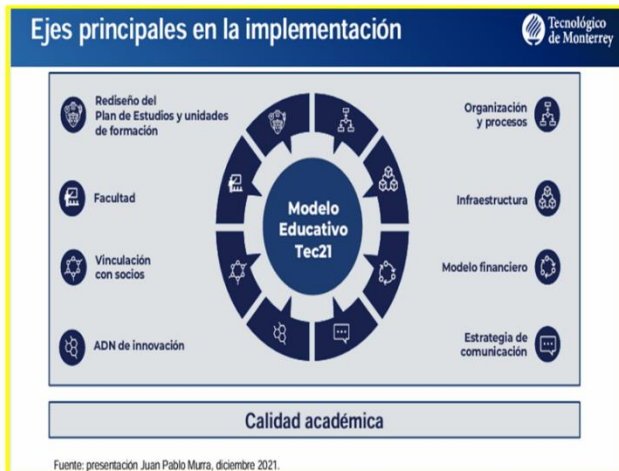 Ejes principales en la implementación
Tecnológico
de Monterrey
Rediseño del
Plan de Estudios y unidades
de formación
Facultad
Vinculación
con socios
ADN de innovación
Modelo
Educativo
Tec21
Organización
y procesos
Infraestructura
Modelo financiero
Estrategia de
comunicación
Calidad académica
Fuente: presentación Juan Pablo Murra, diciembre 2021.